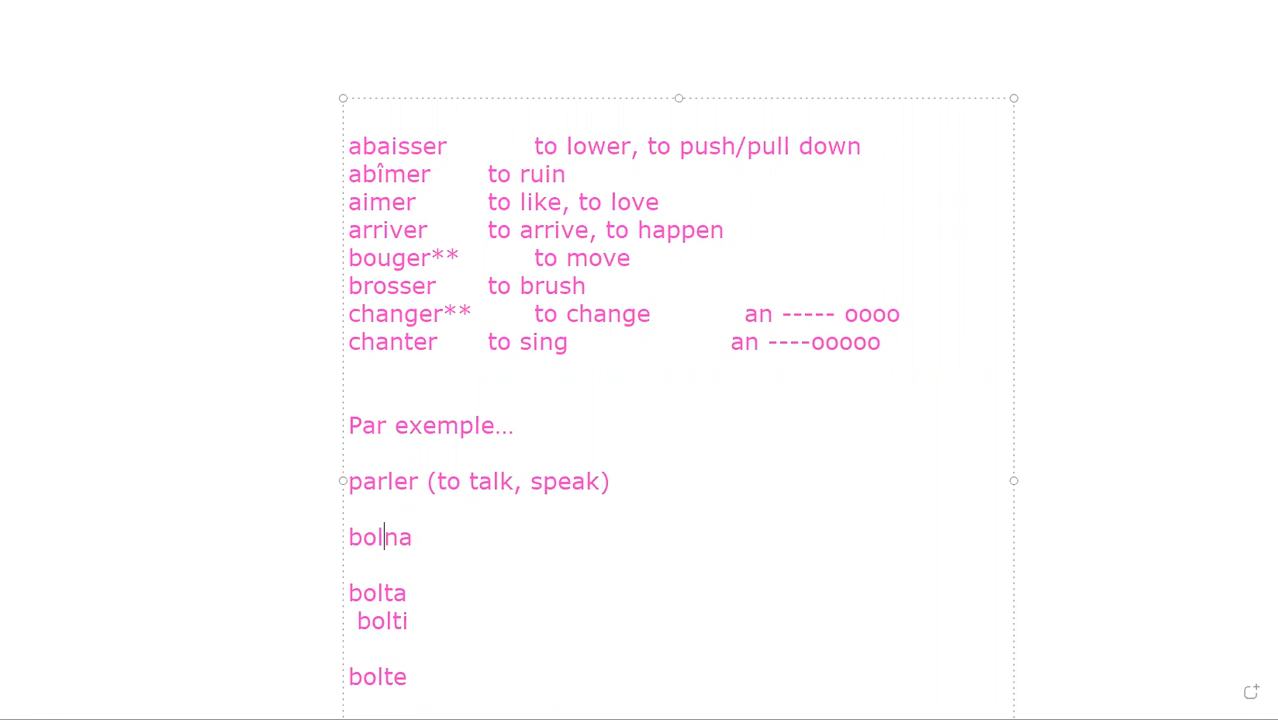 abaisser to lower, to push/pull down
abîmer to ruin
aimer to like, to love
arriver to arrive, to happen
bouger** to move
brosser to brush
changer** to change an ----- oooo
chanter to sing an ----ooooo
Par exemple…
parler (to talk, speak)
bolna
bolta
bolti
bolte